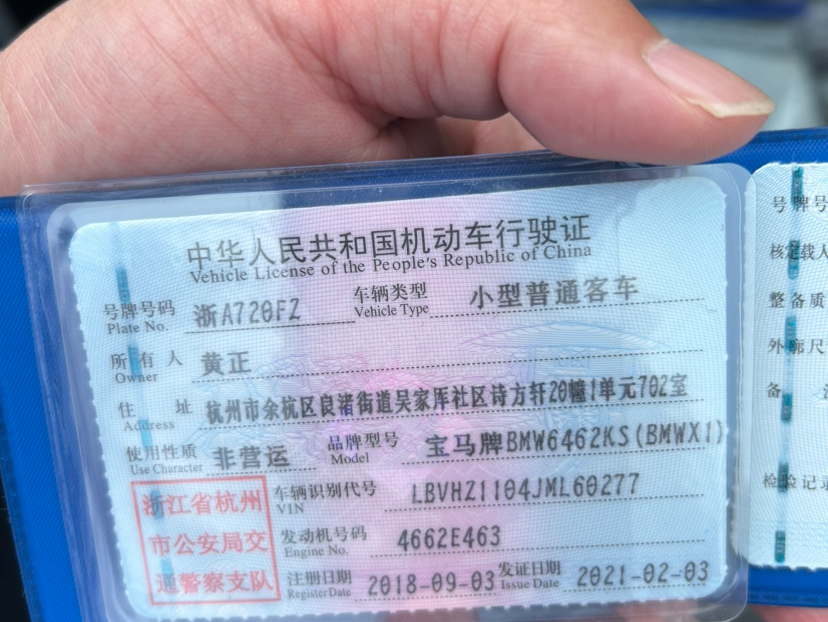 中华人民共和国机动车行驶证
Vehicle License of the People's Republic of China
号牌号码 浙A720FZ 车辆类型 小型普通客车
Plate No. Vehicle Type
所有人 黄正
Owner
住址 杭州市余杭区良渚街道吴家厍社区诗方轩20幢1单元702室
Address
使用性质 非营运 品牌型号 宝马牌BMW6462KS(BMWX1)
Use Character Model
浙江省杭州
市公安局交
通警察支队
车辆识别代号 LBVHZ1104JML60277
VIN
发动机号码 4662E463
Engine No.
注册日期 2018-09-03 发证日期 2021-02-03
Register Date Issue Date
号牌号
核定载人
整备质
外廓尺
备
检验记录